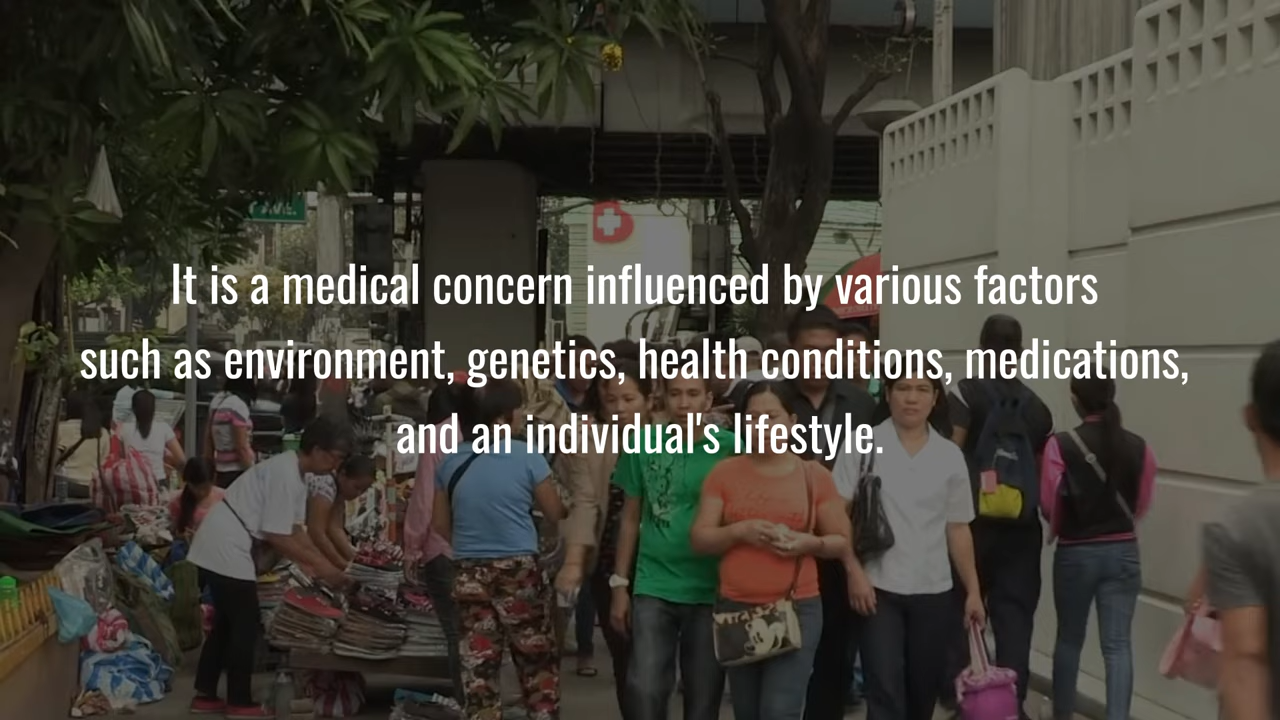 It is a medical concern influenced by various factors
such as environment, genetics, health conditions, medications,
and an individual's lifestyle.